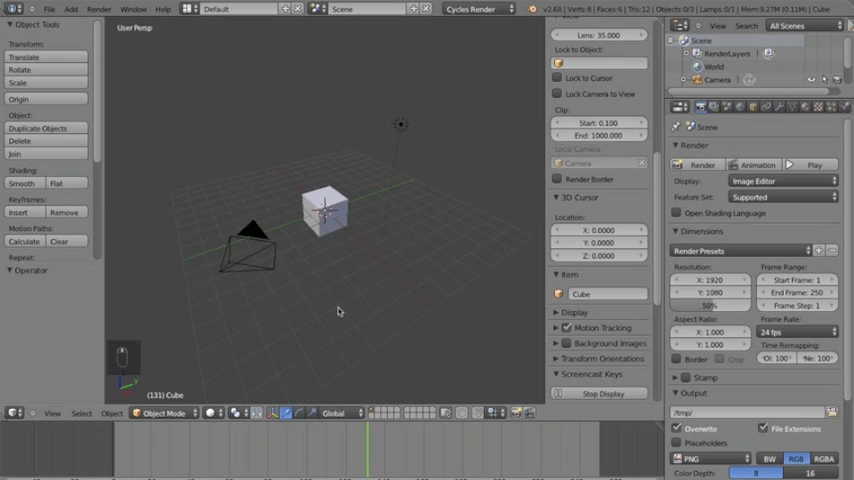 File Add Render Window Help Default Scene Cycles Render v2.68 | Verts:8 | Faces:6 | Tris:12 | Objects:0/3 | Lamps:0/1 | Mem:9.27M (0.11M) | Cube
Object Tools
Transform:
Translate
Rotate
Scale
Origin
Object:
Duplicate Objects
Delete
Join
Shading:
Smooth Flat
Keyframes:
Insert Remove
Motion Paths:
Calculate Clear
Repeat:
Operator
User Persp
(131) Cube
View
Lens: 35.000
Lock to Object:
Lock to Cursor
Lock Camera to View
Clip:
Start: 0.100
End: 1000.000
Local Camera:
Camera
Render Border
3D Cursor
Location:
X: 0.0000
Y: 0.0000
Z: 0.0000
Item
Cube
Display
Motion Tracking
Background Images
Transform Orientations
Screencast Keys
Stop Display
View Select Object Object Mode Global
View Search All Scenes
Scene
RenderLayers
World
Camera
Scene
Render
Render Animation Play
Display: Image Editor
Feature Set: Supported
Open Shading Language
Dimensions
Render Presets
Resolution: Frame Range:
X: 1920 Start Frame: 1
Y: 1080 End Frame: 250
50% Frame Step: 1
Aspect Ratio: Frame Rate:
X: 1.000 24 fps
Y: 1.000 Time Remapping:
Border Crop Ol: 100 Ne: 100
Stamp
Output
/tmp/
Overwrite File Extensions
Placeholders
PNG BW RGB RGBA
Color Depth: 8 16